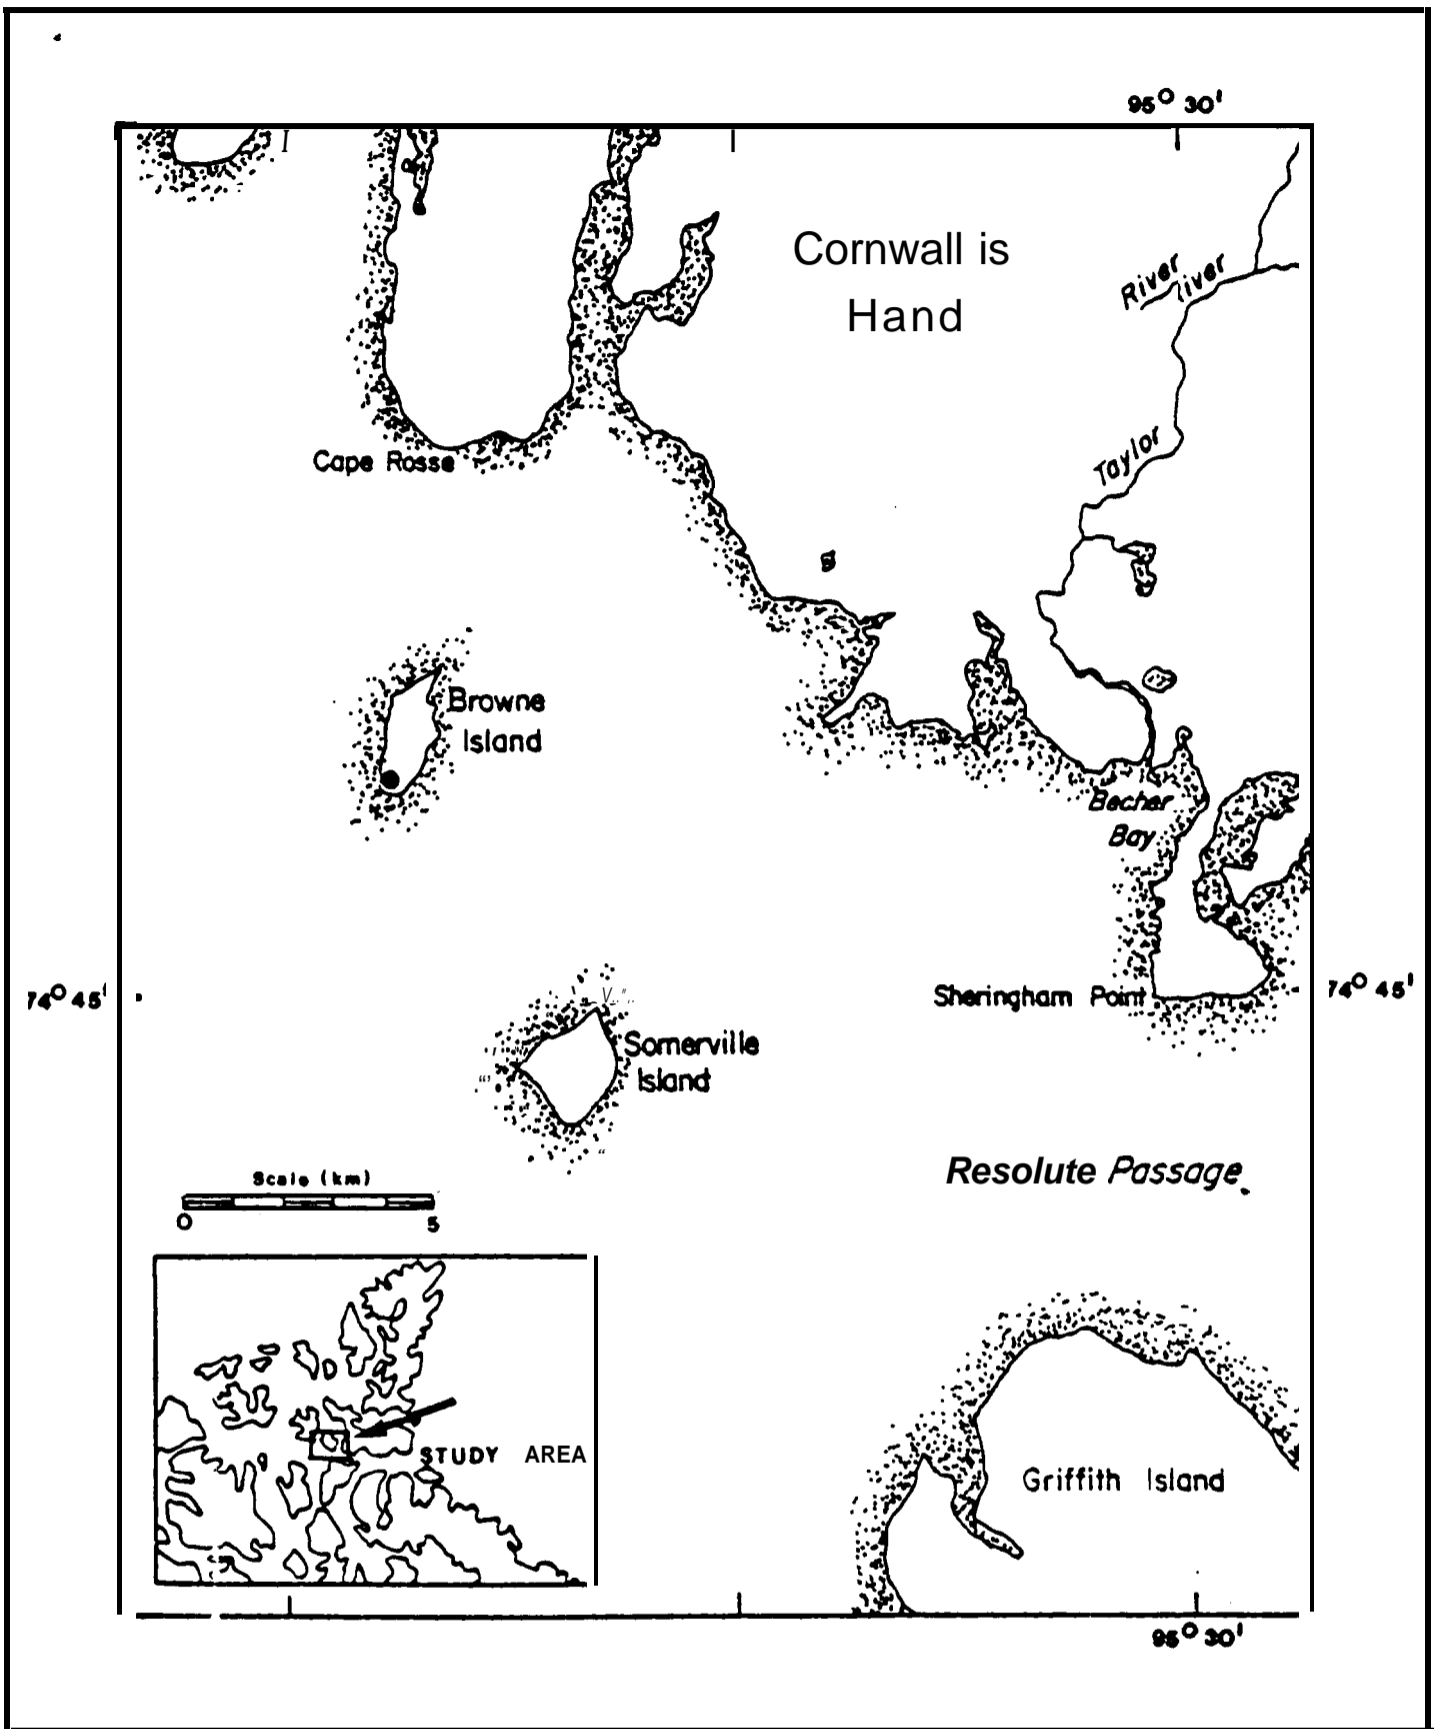 95° 30'
Cornwall is
Hand
River
iver
Taylor
Cape Rosse
Browne
Island
Becher
Bay
74° 45'
Sheringham Point
74° 45'
Somerville
Island
Resolute Passage
Scale (km)
0 5
STUDY AREA
Griffith Island
95° 30'